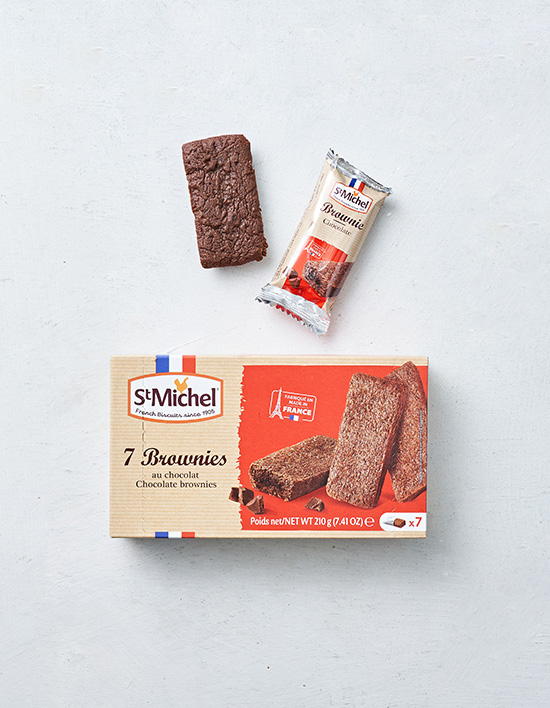 StMichel
Brownie
Chocolate
StMichel
French Biscuits since 1905
7 Brownies
au chocolat
Chocolate brownies
FABRIQUÉ EN
MADE IN
FRANCE
Poids net/NET WT 210 g (7.41 OZ) e
x7